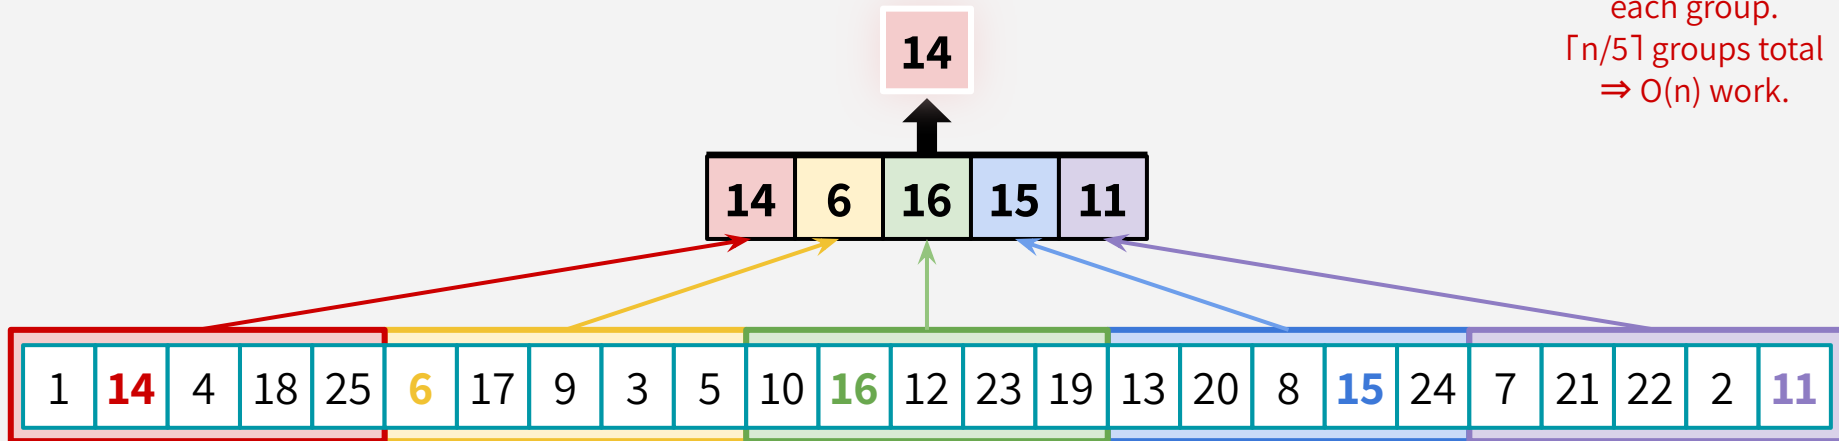 each group.
⌈n/5⌉ groups total
⇒ O(n) work.
14
14 6 16 15 11
1 14 4 18 25 6 17 9 3 5 10 16 12 23 19 13 20 8 15 24 7 21 22 2 11